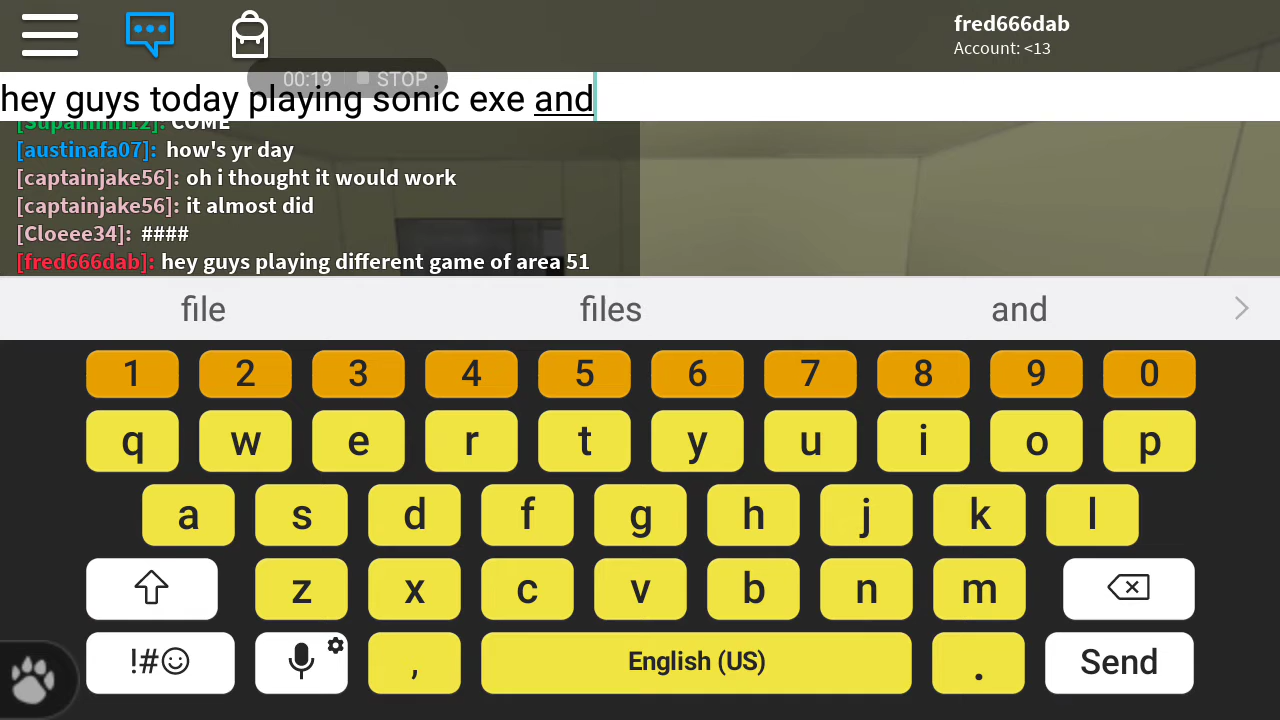 fred666dab
Account: <13
00:19 STOP
hey guys today playing sonic exe and
[Supammm12]: COME
[austinafa07]: how's yr day
[captainjake56]: oh i thought it would work
[captainjake56]: it almost did
[Cloeee34]: ####
[fred666dab]: hey guys playing different game of area 51
file files and
1 2 3 4 5 6 7 8 9 0
q w e r t y u i o p
a s d f g h j k l
z x c v b n m
!#☺ , English (US) . Send